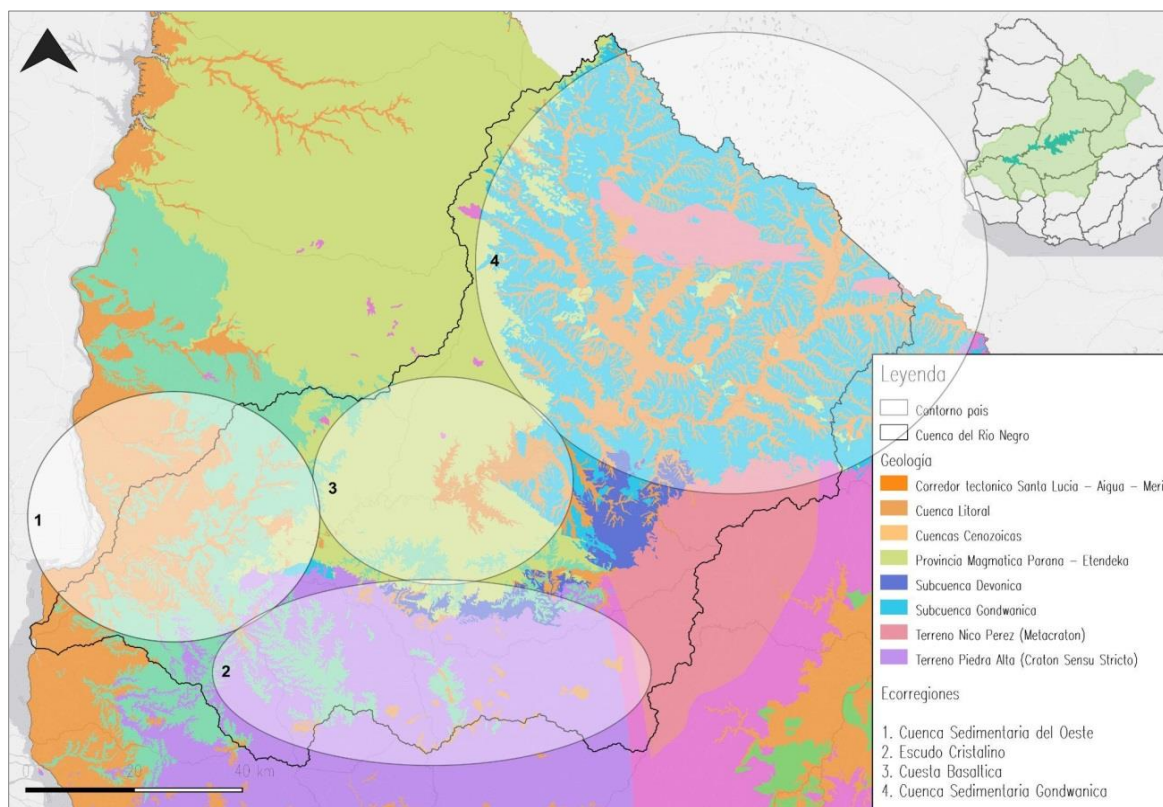 4
3
1
2
0
20
40 km
Leyenda
Contorno pais
Cuenca del Rio Negro
Geología
Corredor tectonico Santa Lucia - Aigua - Meri
Cuenca Litoral
Cuencas Cenozoicas
Provincia Magmatica Parana - Etendeka
Subcuenca Devonica
Subcuenca Gondwanica
Terreno Nico Perez (Metacraton)
Terreno Piedra Alta (Craton Sensu Stricto)
Ecorregiones
1. Cuenca Sedimentaria del Oeste
2. Escudo Cristalino
3. Cuesta Basaltica
4. Cuenca Sedimentaria Gondwanica